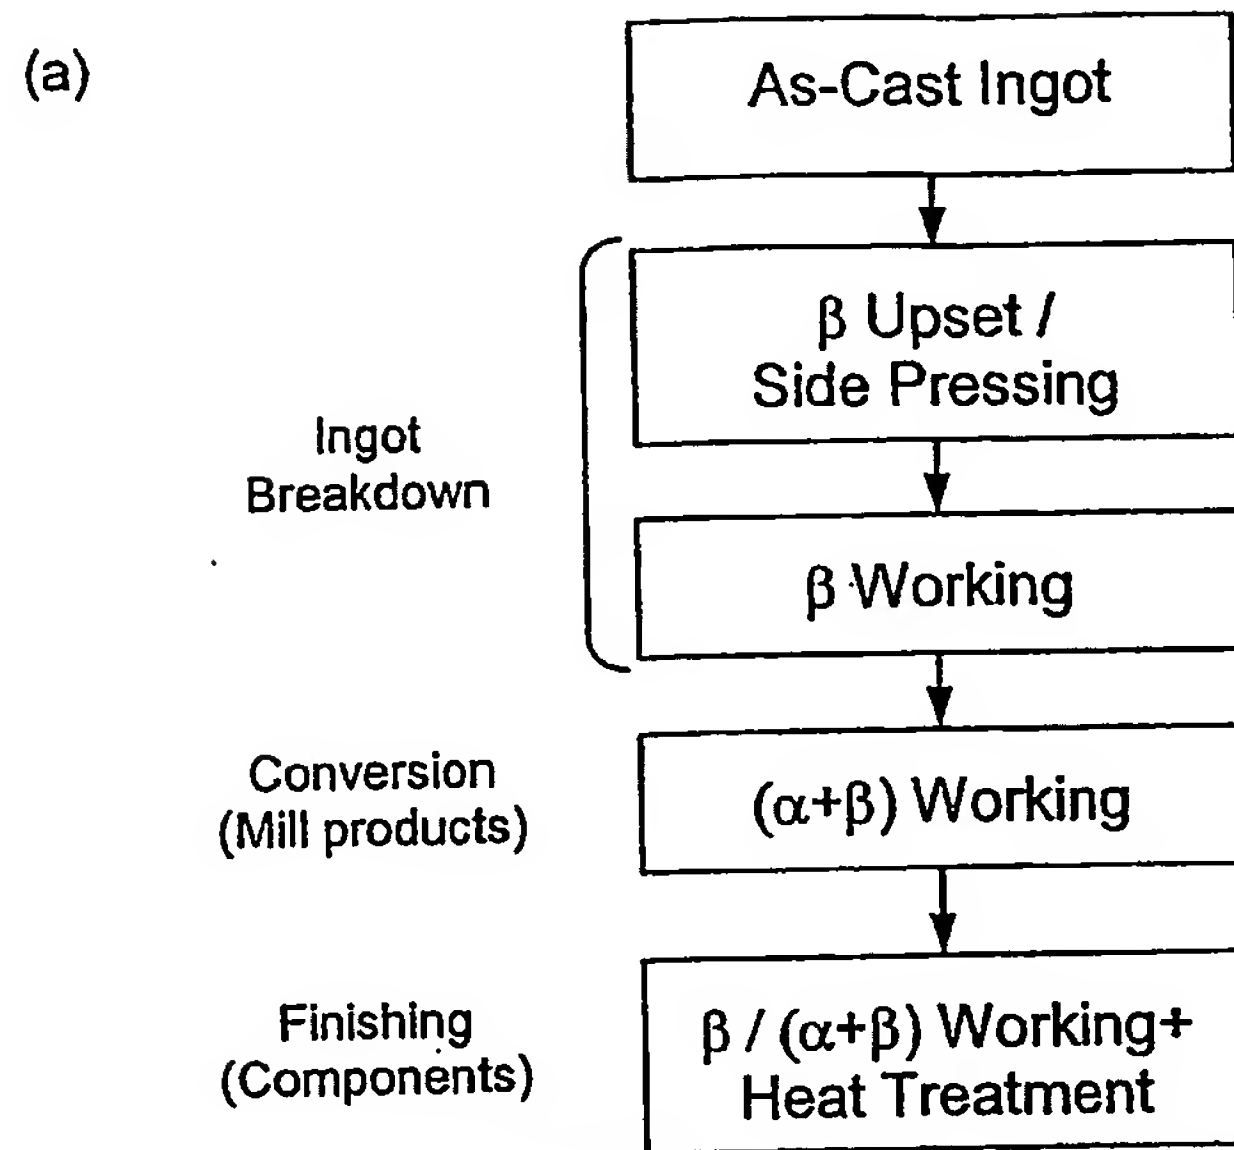 (a)
As-Cast Ingot
β Upset /
Side Pressing
Ingot
Breakdown
β Working
Conversion
(Mill products)
(α+β) Working
Finishing
(Components)
β / (α+β) Working+
Heat Treatment